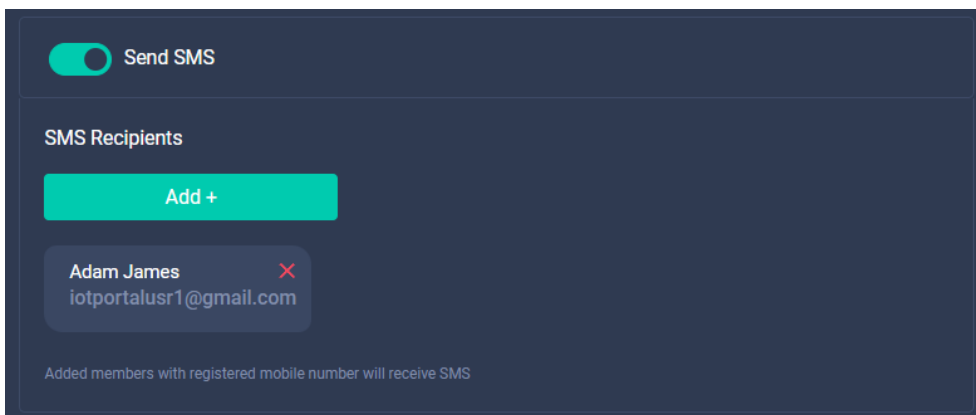 Send SMS
SMS Recipients
Add +
Adam James
iotportalusr1@gmail.com
Added members with registered mobile number will receive SMS